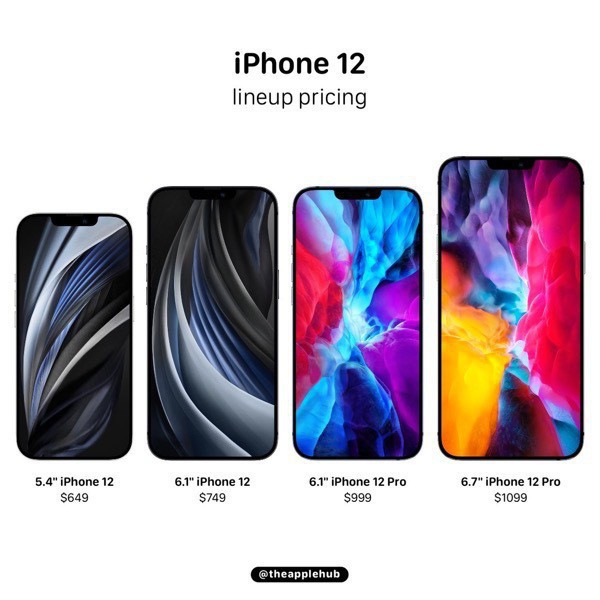 iPhone 12
lineup pricing
5.4" iPhone 12
$649
6.1" iPhone 12
$749
6.1" iPhone 12 Pro
$999
6.7" iPhone 12 Pro
$1099
@theapplehub